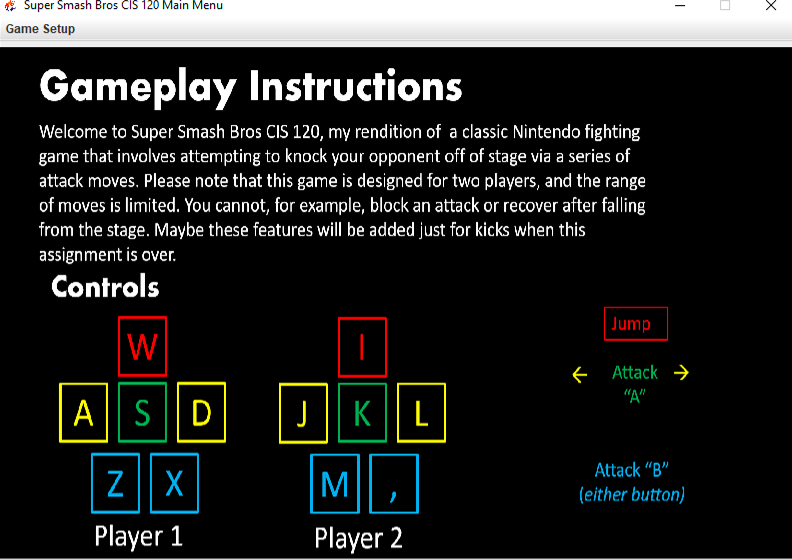 Super Smash Bros CIS 120 Main Menu
Game Setup
Gameplay Instructions
Welcome to Super Smash Bros CIS 120, my rendition of a classic Nintendo fighting
game that involves attempting to knock your opponent off of stage via a series of
attack moves. Please note that this game is designed for two players, and the range
of moves is limited. You cannot, for example, block an attack or recover after falling
from the stage. Maybe these features will be added just for kicks when this
assignment is over.
Controls
W
A S D
Z X
Player 1
I
J K L
M ,
Player 2
Jump
← Attack →
"A"
Attack "B"
(either button)